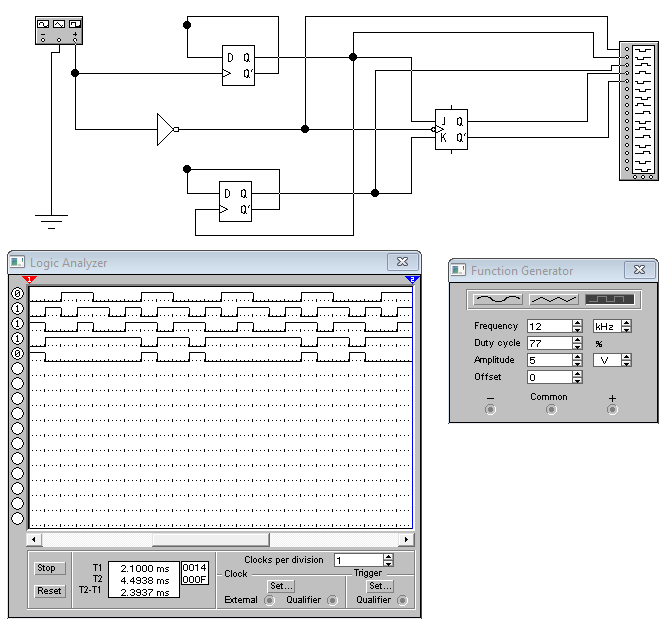 − +
D Q
Q'
J Q
K Q'
D Q
Q'
Logic Analyzer
1 2
0
1
1
1
0
Stop
Reset
T1 2.1000 ms 0014
T2 4.4938 ms 000F
T2-T1 2.3937 ms
Clocks per division 1
Clock Trigger
Set... Set...
External Qualifier Qualifier
Function Generator
Frequency 12 kHz
Duty cycle 77 %
Amplitude 5 V
Offset 0
− Common +